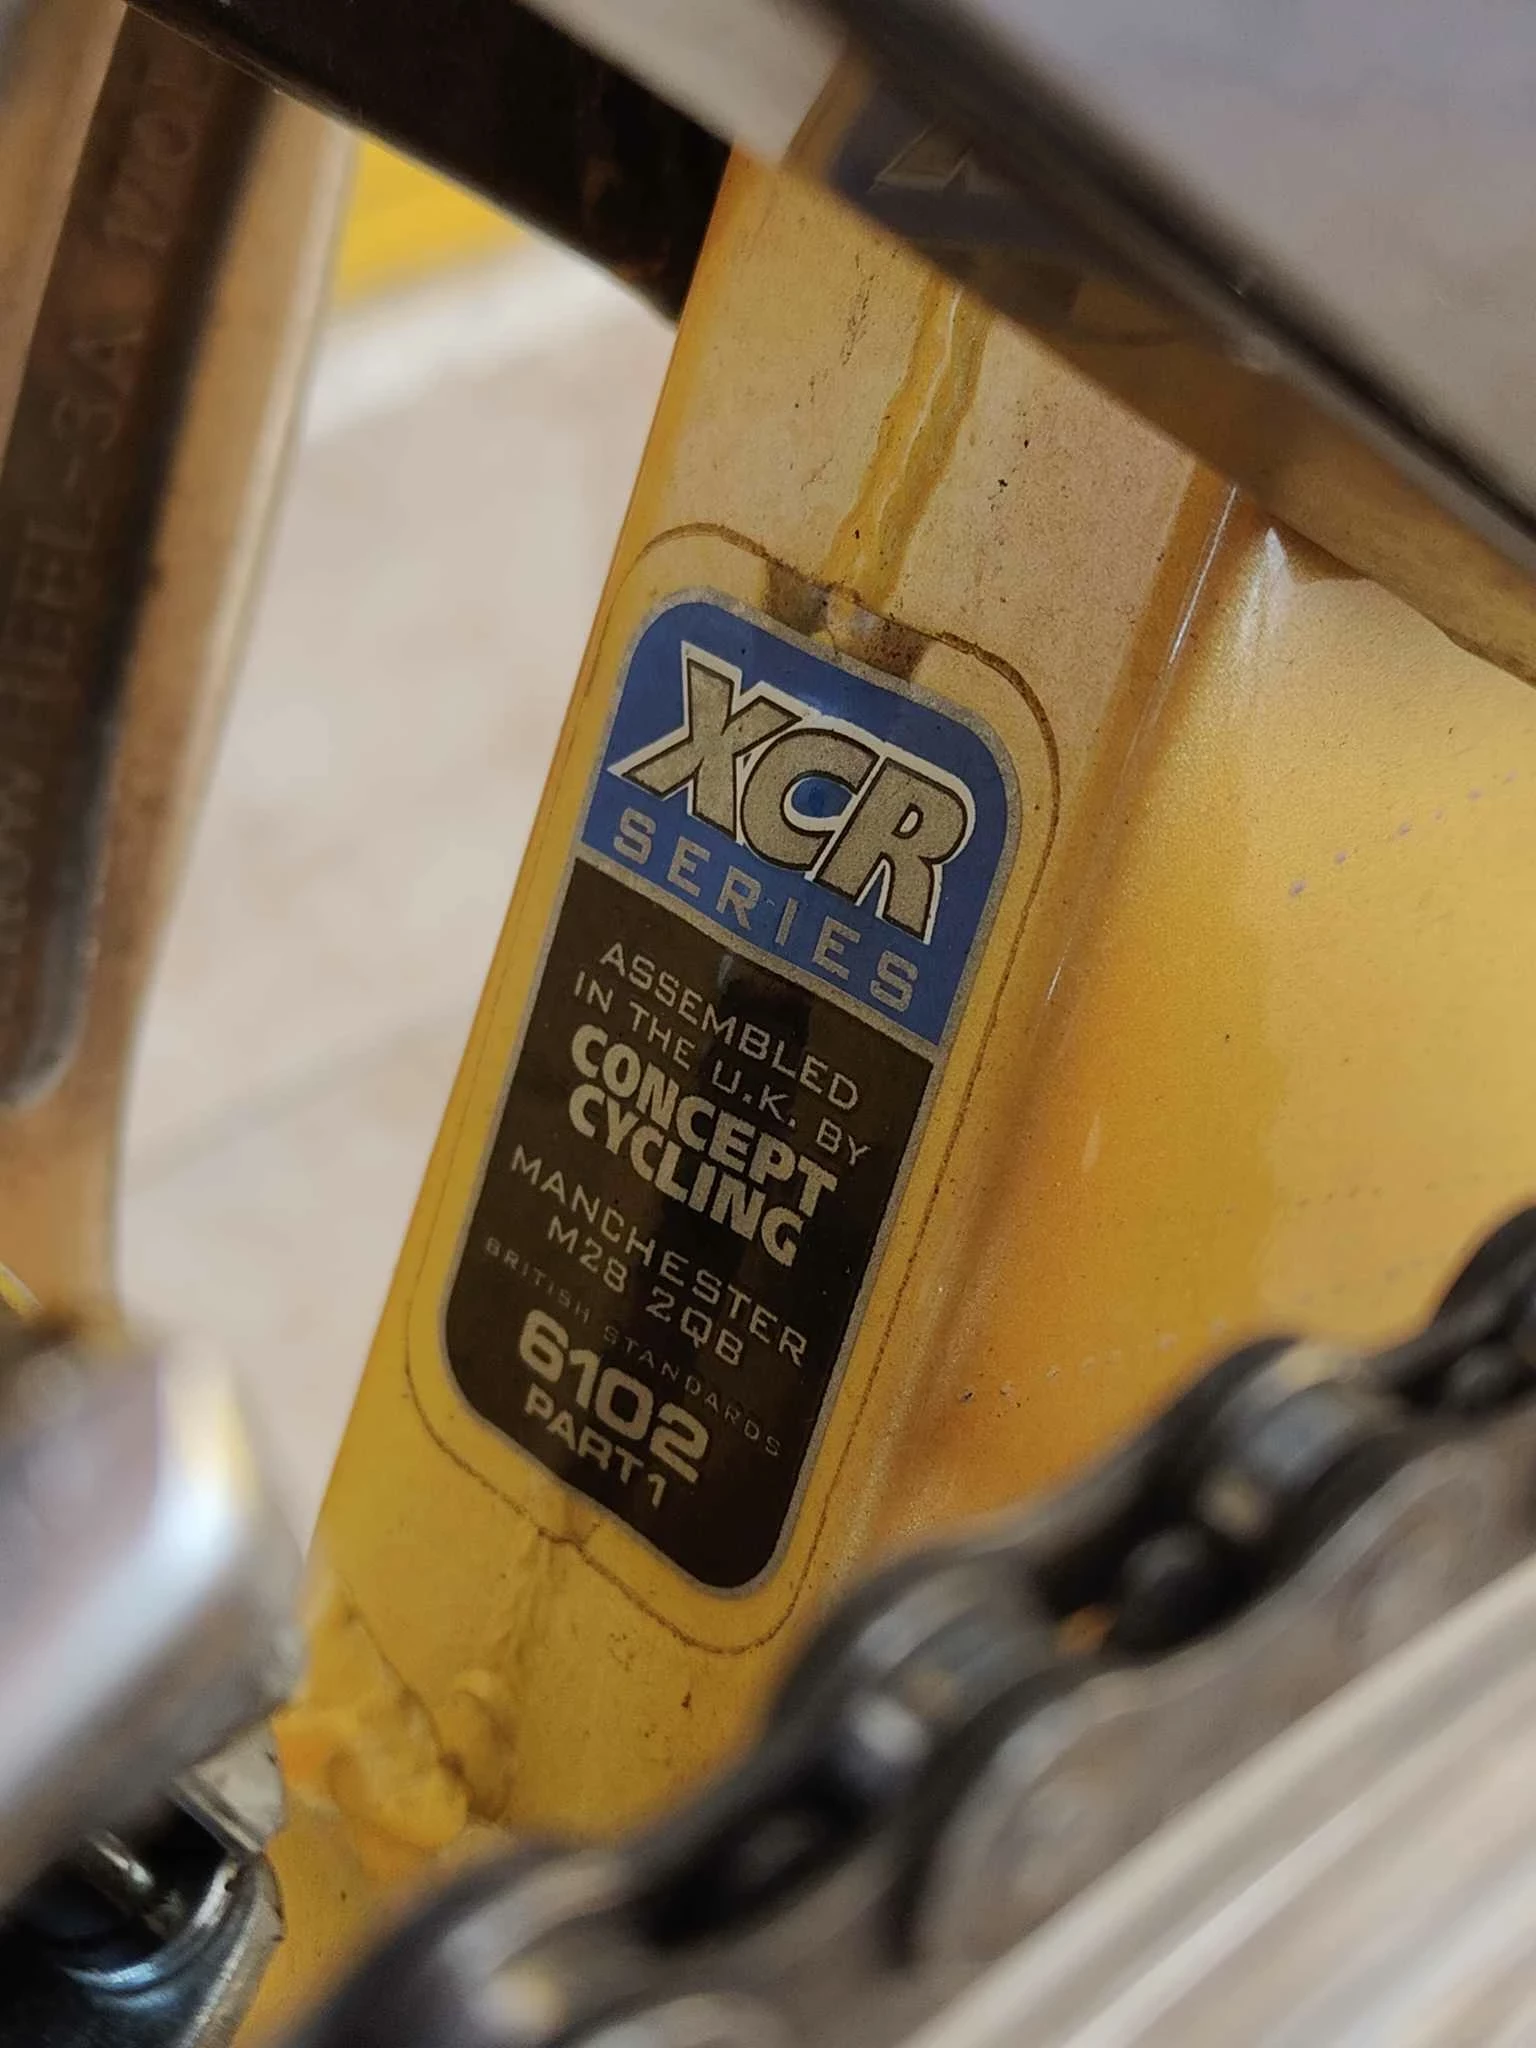 XCR
SERIES
ASSEMBLED
IN THE U.K. BY
CONCEPT
CYCLING
MANCHESTER
M28 2QB
BRITISH STANDARDS
6102
PART 1